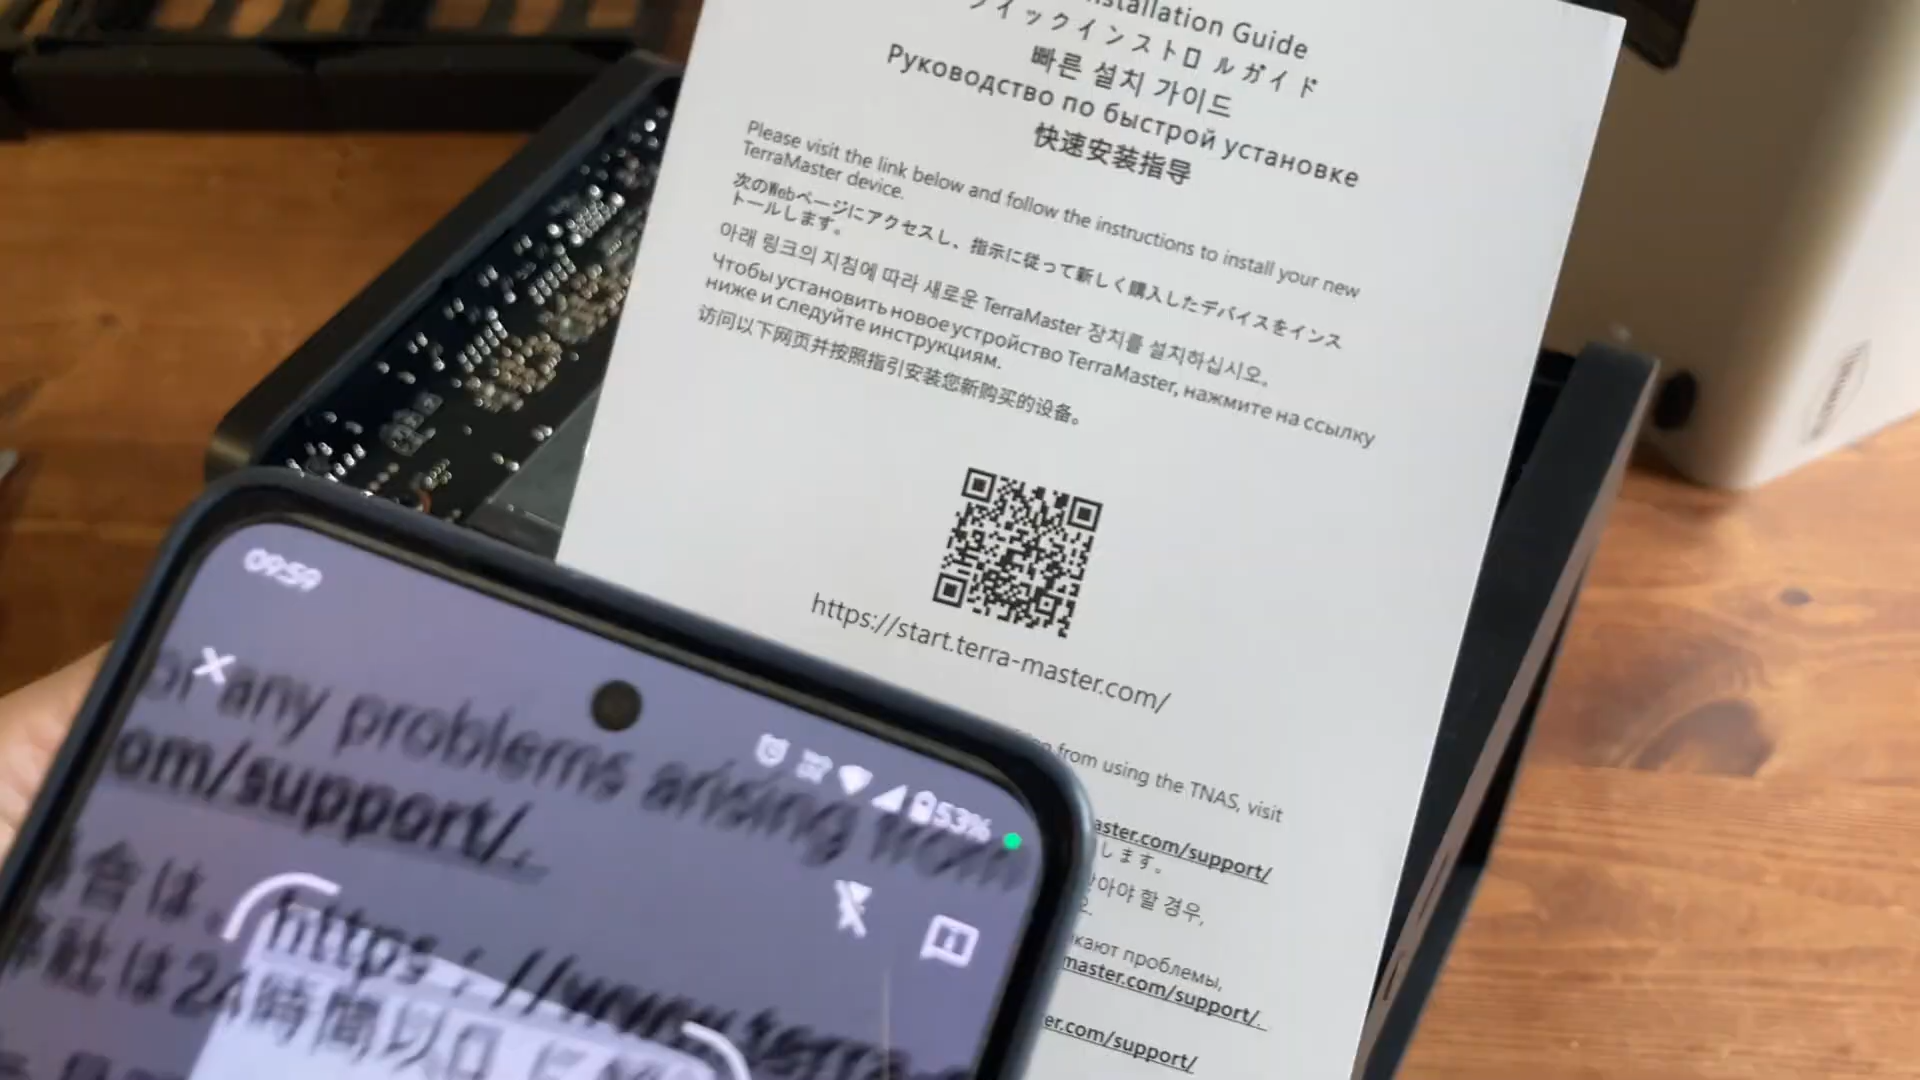 Installation Guide
クイックインストロルガイド
빠른 설치 가이드
Руководство по быстрой установке
快速安装指导
Please visit the link below and follow the instructions to install your new
TerraMaster device.
次のWebページにアクセスし、指示に従って新しく購入したデバイスをインス
トールします。
아래 링크의 지침에 따라 새로운 TerraMaster 장치를 설치하십시오.
Чтобы установить новое устройство TerraMaster, нажмите на ссылку
ниже и следуйте инструкциям.
访问以下网页并按照指引安装您新购买的设备。
https://start.terra-master.com/
from using the TNAS, visit
aster.com/support/
します。
아야 할 경우,
кают проблемы,
master.com/support/.
er.com/support/
09:59
53%
or any problems arising from
om/support/.
合は、https://www.terra
社は24時間以内に